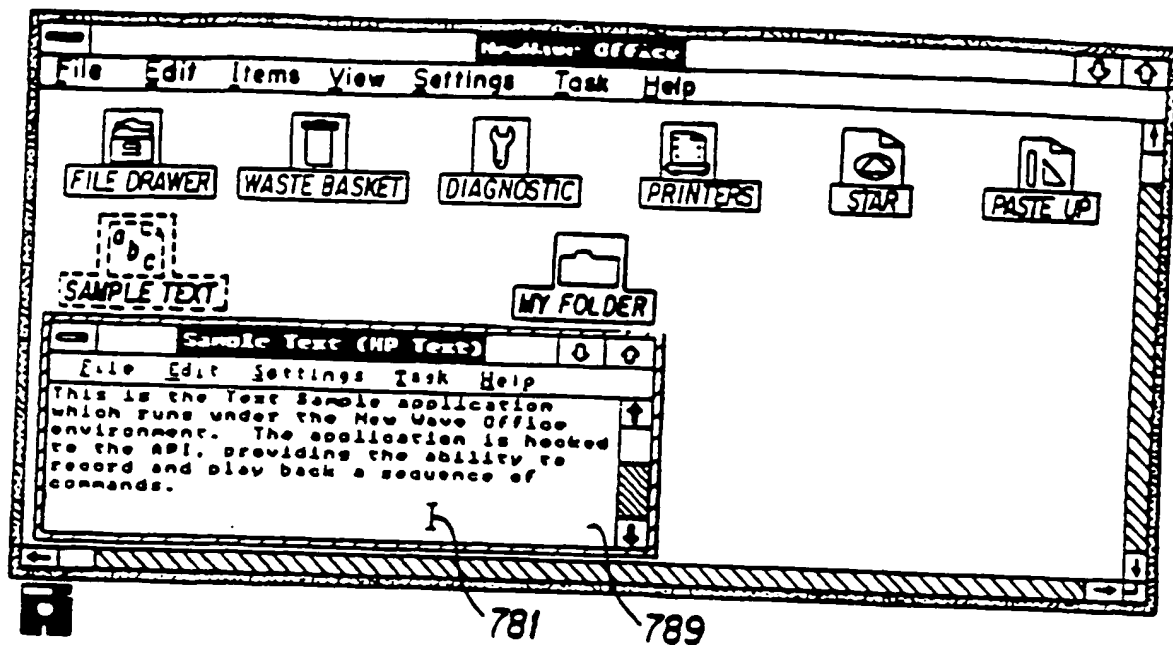 NewWave Office
File Edit Items View Settings Task Help
FILE DRAWER WASTE BASKET DIAGNOSTIC PRINTERS STAR PASTE UP
abc
SAMPLE TEXT MY FOLDER
Sample Text (HP Text)
File Edit Settings Task Help
This is the Text Sample application
which runs under the New Wave Office
environment. The application is hooked
to the API, providing the ability to
record and play back a sequence of
commands.
781 789